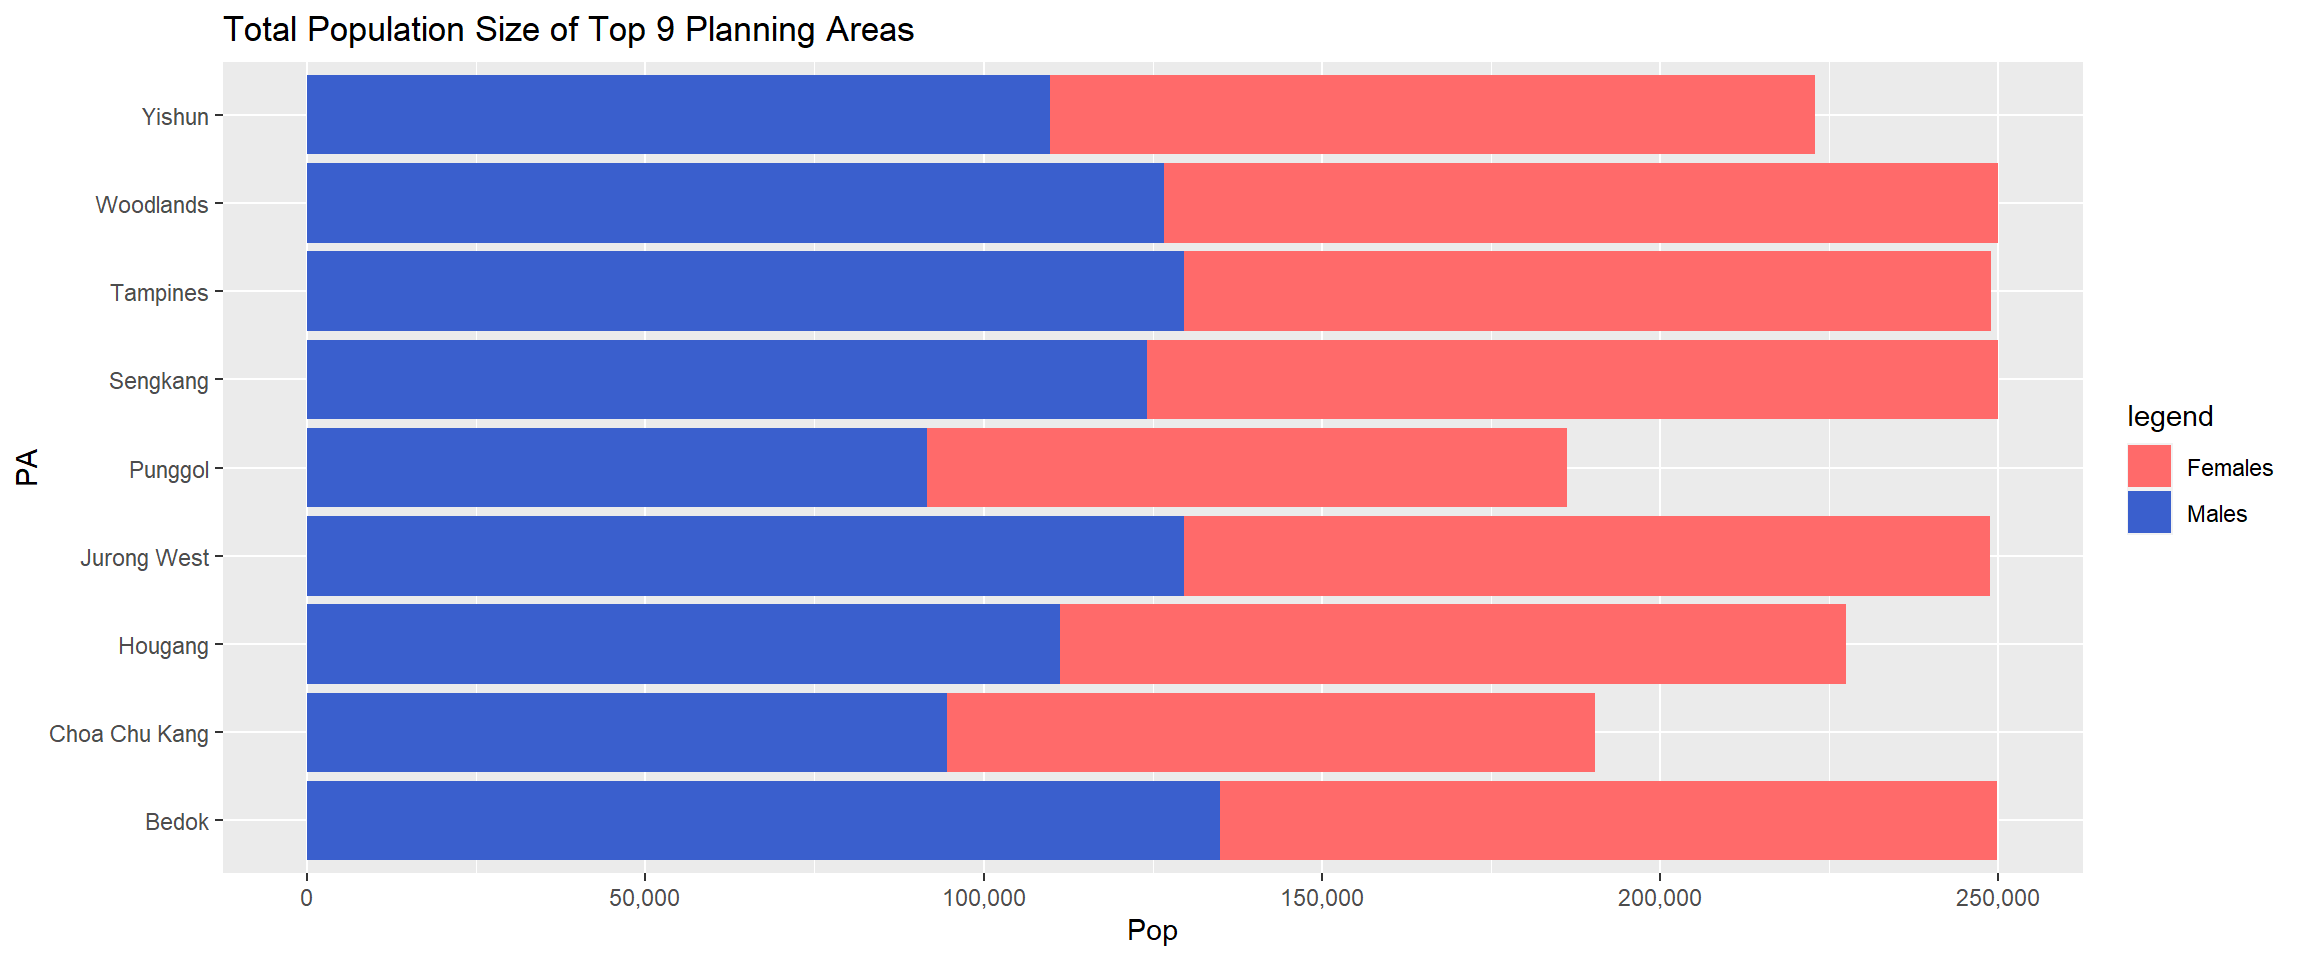 Total Population Size of Top 9 Planning Areas
PA
Yishun
Woodlands
Tampines
Sengkang
Punggol
Jurong West
Hougang
Choa Chu Kang
Bedok
0 50,000 100,000 150,000 200,000 250,000
Pop
legend
Females
Males